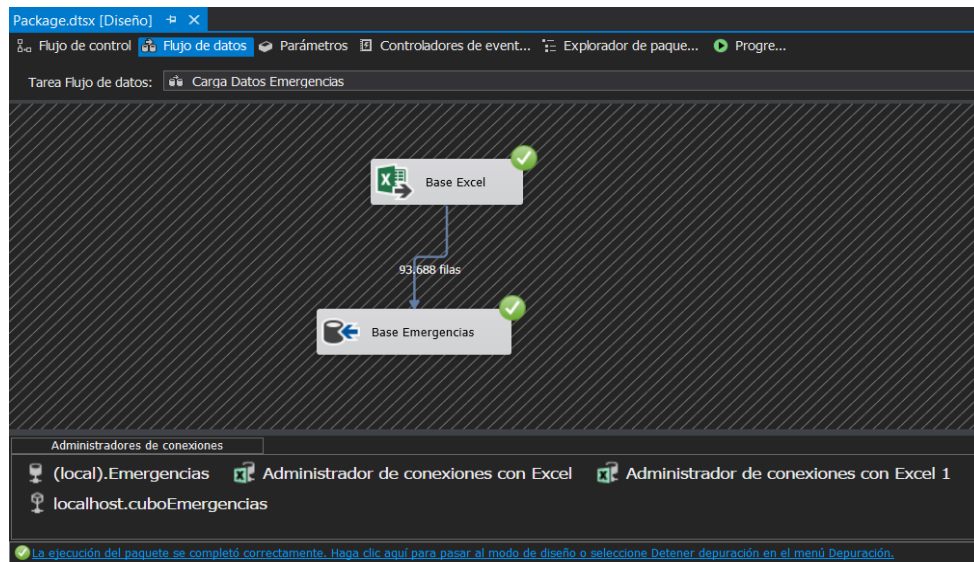 Package.dtsx [Diseño]
Flujo de control Flujo de datos Parámetros Controladores de event... Explorador de paque... Progre...
Tarea Flujo de datos: Carga Datos Emergencias
Base Excel
93.688 filas
Base Emergencias
Administradores de conexiones
(local).Emergencias Administrador de conexiones con Excel Administrador de conexiones con Excel 1
localhost.cuboEmergencias
La ejecución del paquete se completó correctamente. Haga clic aquí para pasar al modo de diseño o seleccione Detener depuración en el menú Depuración.